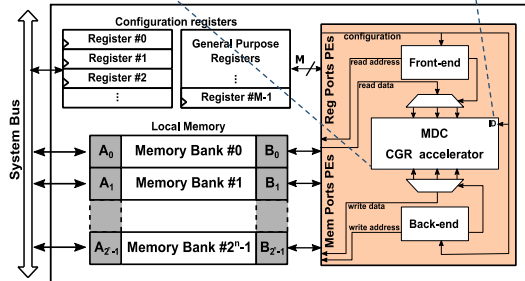 Configuration registers
Register #0
Register #1
Register #2
⋮
General Purpose
Registers
⋮
Register #M-1
M
System Bus
Local Memory
A0 Memory Bank #0 B0
A1 Memory Bank #1 B1
A2ⁿ-1 Memory Bank #2ⁿ-1 B2ⁿ-1
Reg Ports PEs
Mem Ports PEs
configuration
read address
read data
Front-end
MDC
CGR accelerator
ID
write data
write address
Back-end